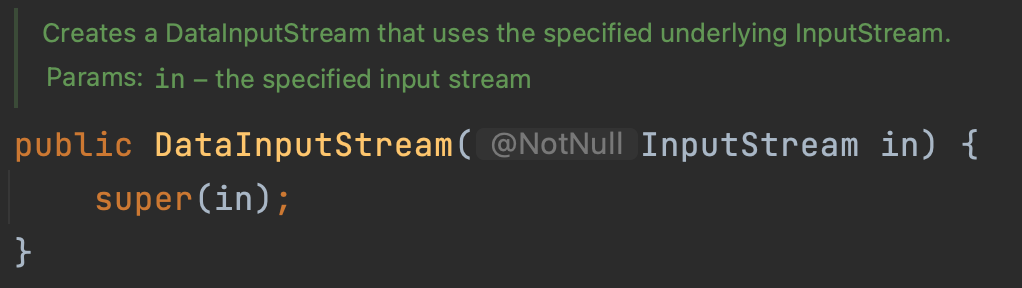 Creates a DataInputStream that uses the specified underlying InputStream.
Params: in – the specified input stream
public DataInputStream( @NotNull InputStream in) {
    super(in);
}